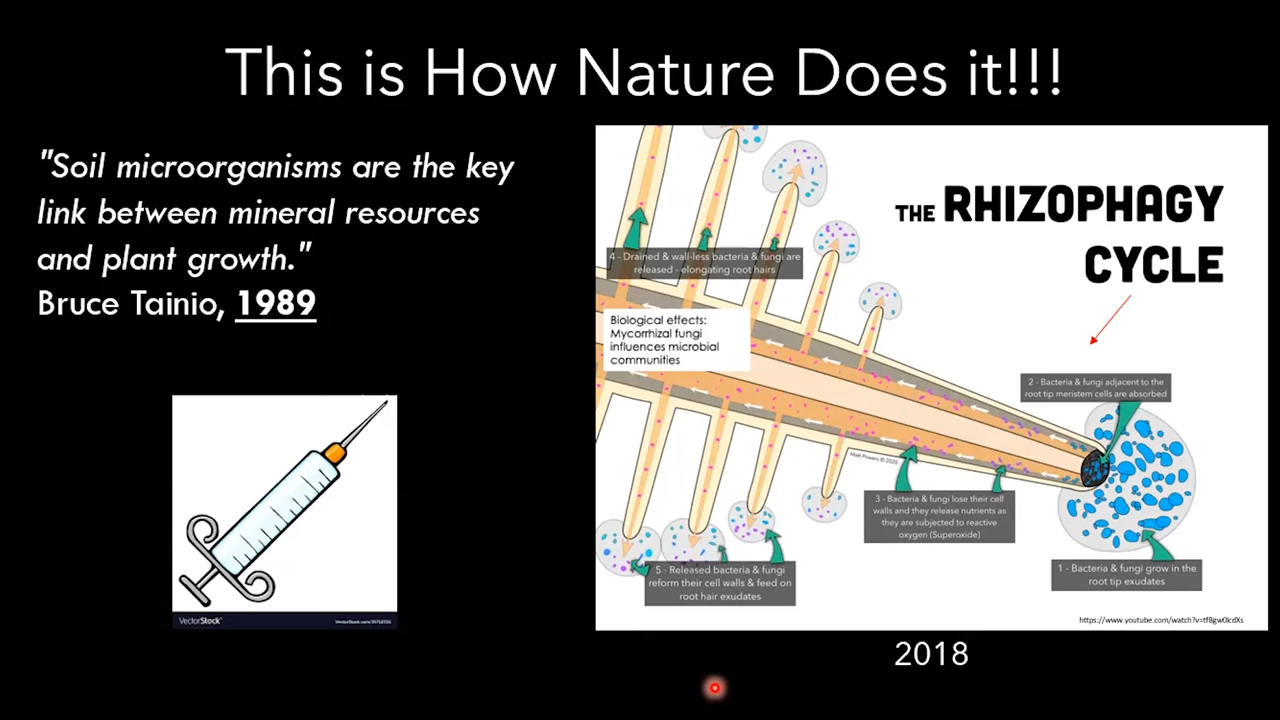 This is How Nature Does it!!!
"Soil microorganisms are the key
link between mineral resources
and plant growth."
Bruce Tainio, 1989
VectorStock
THE RHIZOPHAGY
CYCLE
4 - Drained & wall-less bacteria & fungi are
released - elongating root hairs
Biological effects:
Mycorrhizal fungi
influences microbial
communities
2 - Bacteria & fungi adjacent to the
root tip meristem cells are absorbed
Matt Powers © 2020
3 - Bacteria & fungi lose their cell
walls and they release nutrients as
they are subjected to reactive
oxygen (Superoxide)
5 - Released bacteria & fungi
reform their cell walls & feed on
root hair exudates
1 - Bacteria & fungi grow in the
root tip exudates
2018